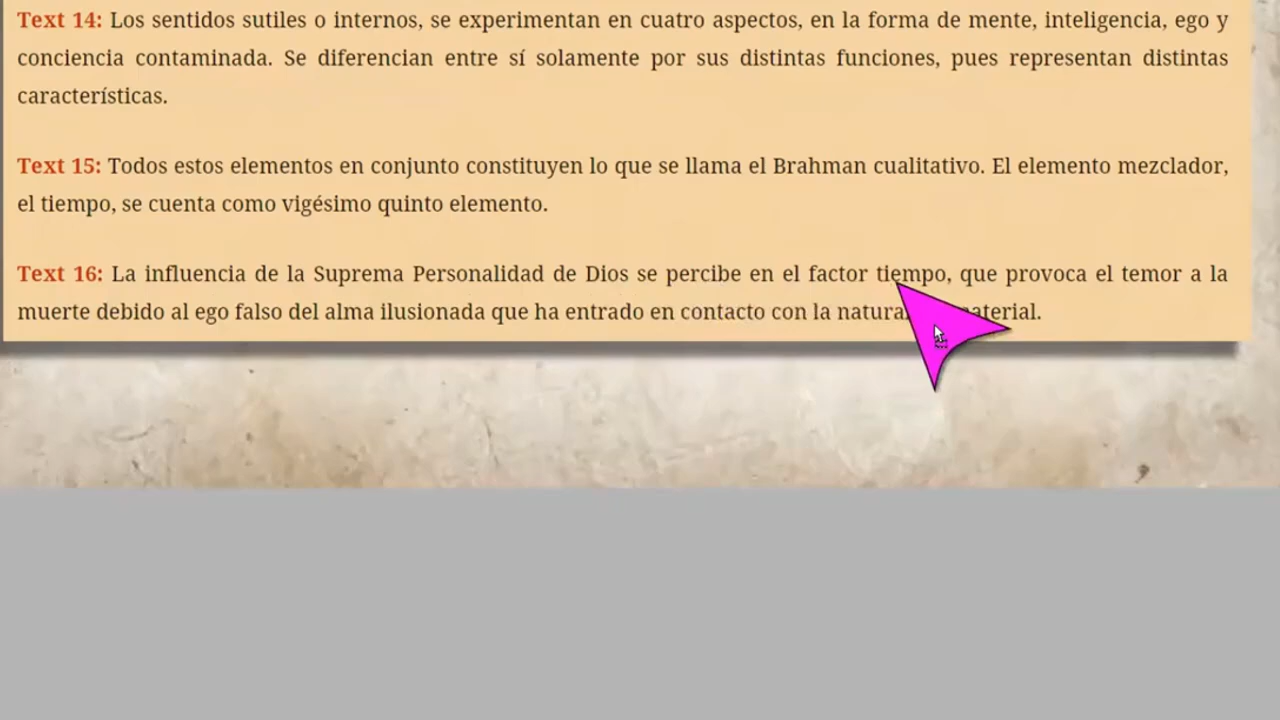 Text 14: Los sentidos sutiles o internos, se experimentan en cuatro aspectos, en la forma de mente, inteligencia, ego y
conciencia contaminada. Se diferencian entre sí solamente por sus distintas funciones, pues representan distintas
características.
Text 15: Todos estos elementos en conjunto constituyen lo que se llama el Brahman cualitativo. El elemento mezclador,
el tiempo, se cuenta como vigésimo quinto elemento.
Text 16: La influencia de la Suprema Personalidad de Dios se percibe en el factor tiempo, que provoca el temor a la
muerte debido al ego falso del alma ilusionada que ha entrado en contacto con la